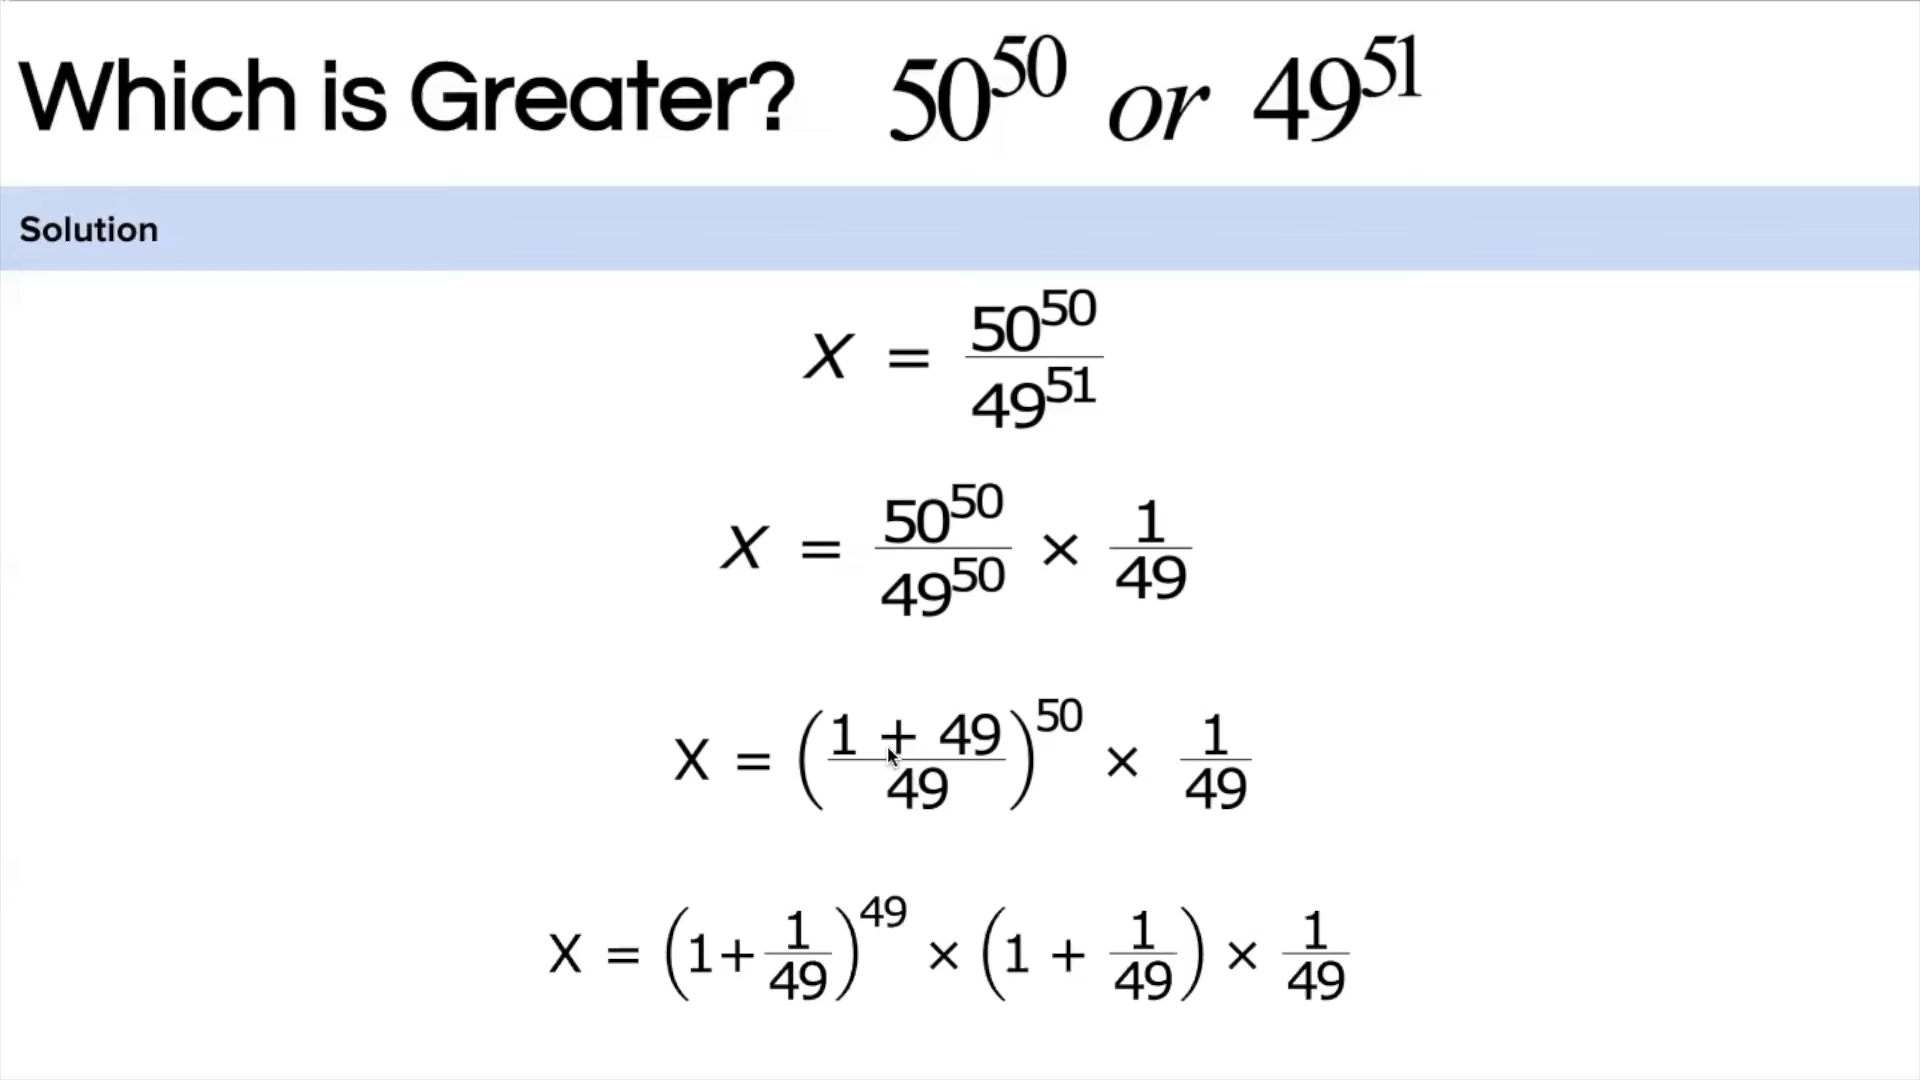 Which is Greater? 50^50 or 49^51
Solution
X = 50^50 / 49^51
X = 50^50 / 49^50 × 1/49
X = ((1 + 49) / 49)^50 × 1/49
X = (1 + 1/49)^49 × (1 + 1/49) × 1/49